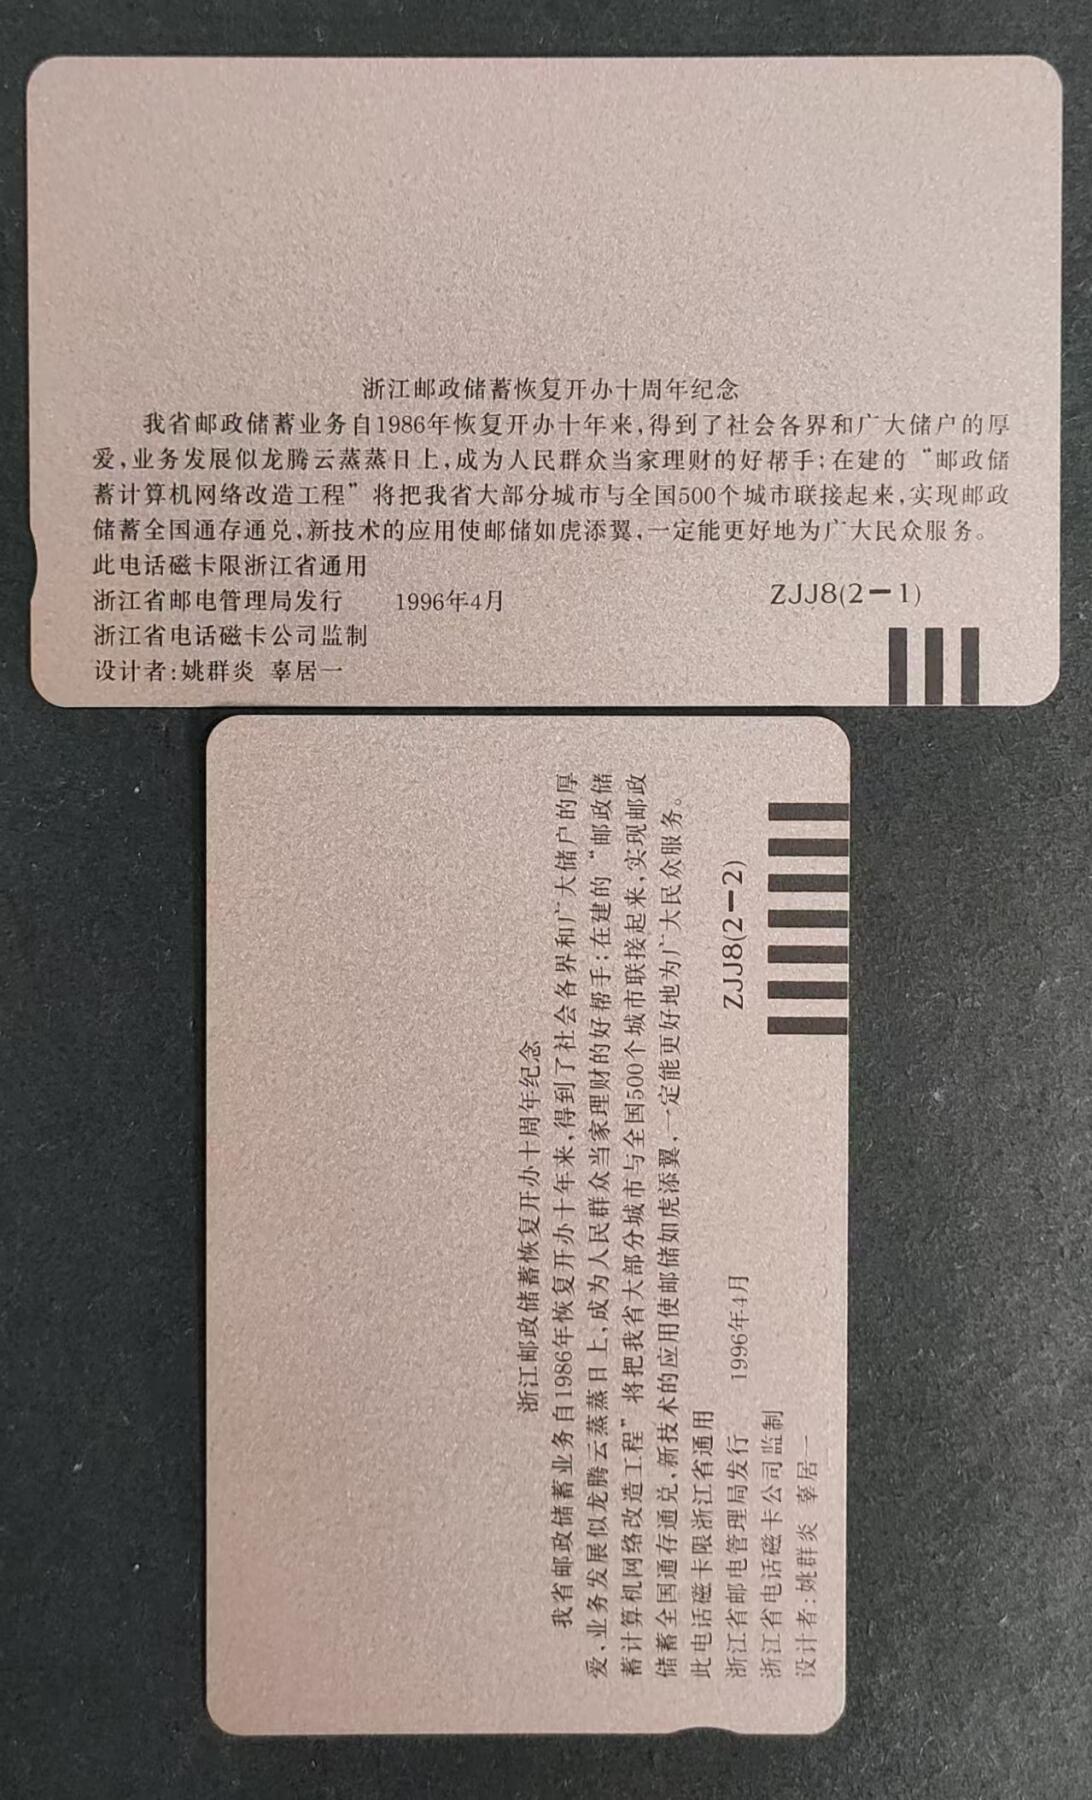 浙江邮政储蓄恢复开办十周年纪念
我省邮政储蓄业务自1986年恢复开办十年来,得到了社会各界和广大储户的厚
爱,业务发展似龙腾云蒸蒸日上,成为人民群众当家理财的好帮手;在建的“邮政储
蓄计算机网络改造工程”将把我省大部分城市与全国500个城市联接起来,实现邮政
储蓄全国通存通兑,新技术的应用使邮储如虎添翼,一定能更好地为广大民众服务。
此电话磁卡限浙江省通用
浙江省邮电管理局发行 1996年4月
ZJJ8(2-1)
浙江省电话磁卡公司监制
设计者:姚群炎 辜居一
浙江邮政储蓄恢复开办十周年纪念
我省邮政储蓄业务自1986年恢复开办十年来,得到了社会各界和广大储户的厚
爱,业务发展似龙腾云蒸蒸日上,成为人民群众当家理财的好帮手;在建的“邮政储
蓄计算机网络改造工程”将把我省大部分城市与全国500个城市联接起来,实现邮政
储蓄全国通存通兑,新技术的应用使邮储如虎添翼,一定能更好地为广大民众服务。
此电话磁卡限浙江省通用
浙江省邮电管理局发行 1996年4月
ZJJ8(2-2)
浙江省电话磁卡公司监制
设计者:姚群炎 辜居一